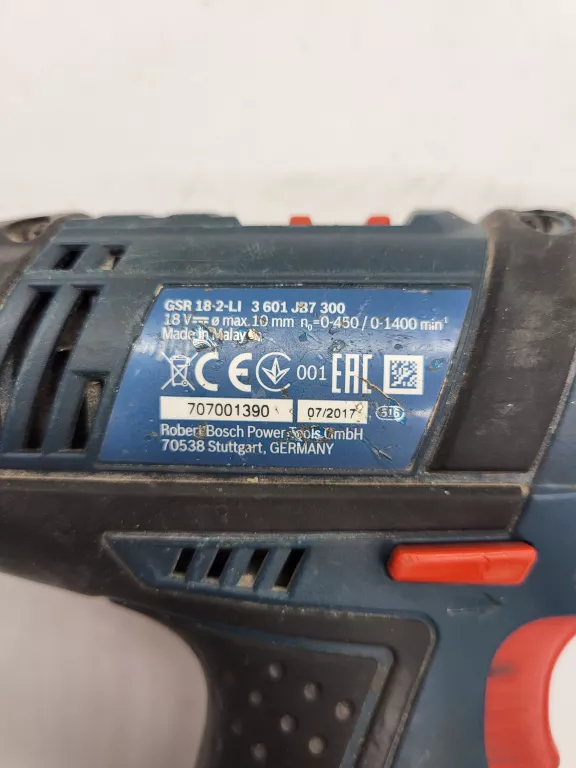 GSR 18-2-LI 3 601 JB7 300
18 V⎓ ø max. 10 mm n₀=0-450 / 0-1400 min⁻¹
Made in Malaysia
CE 001 EAC
707001390 07/2017 516
Robert Bosch Power Tools GmbH
70538 Stuttgart, GERMANY